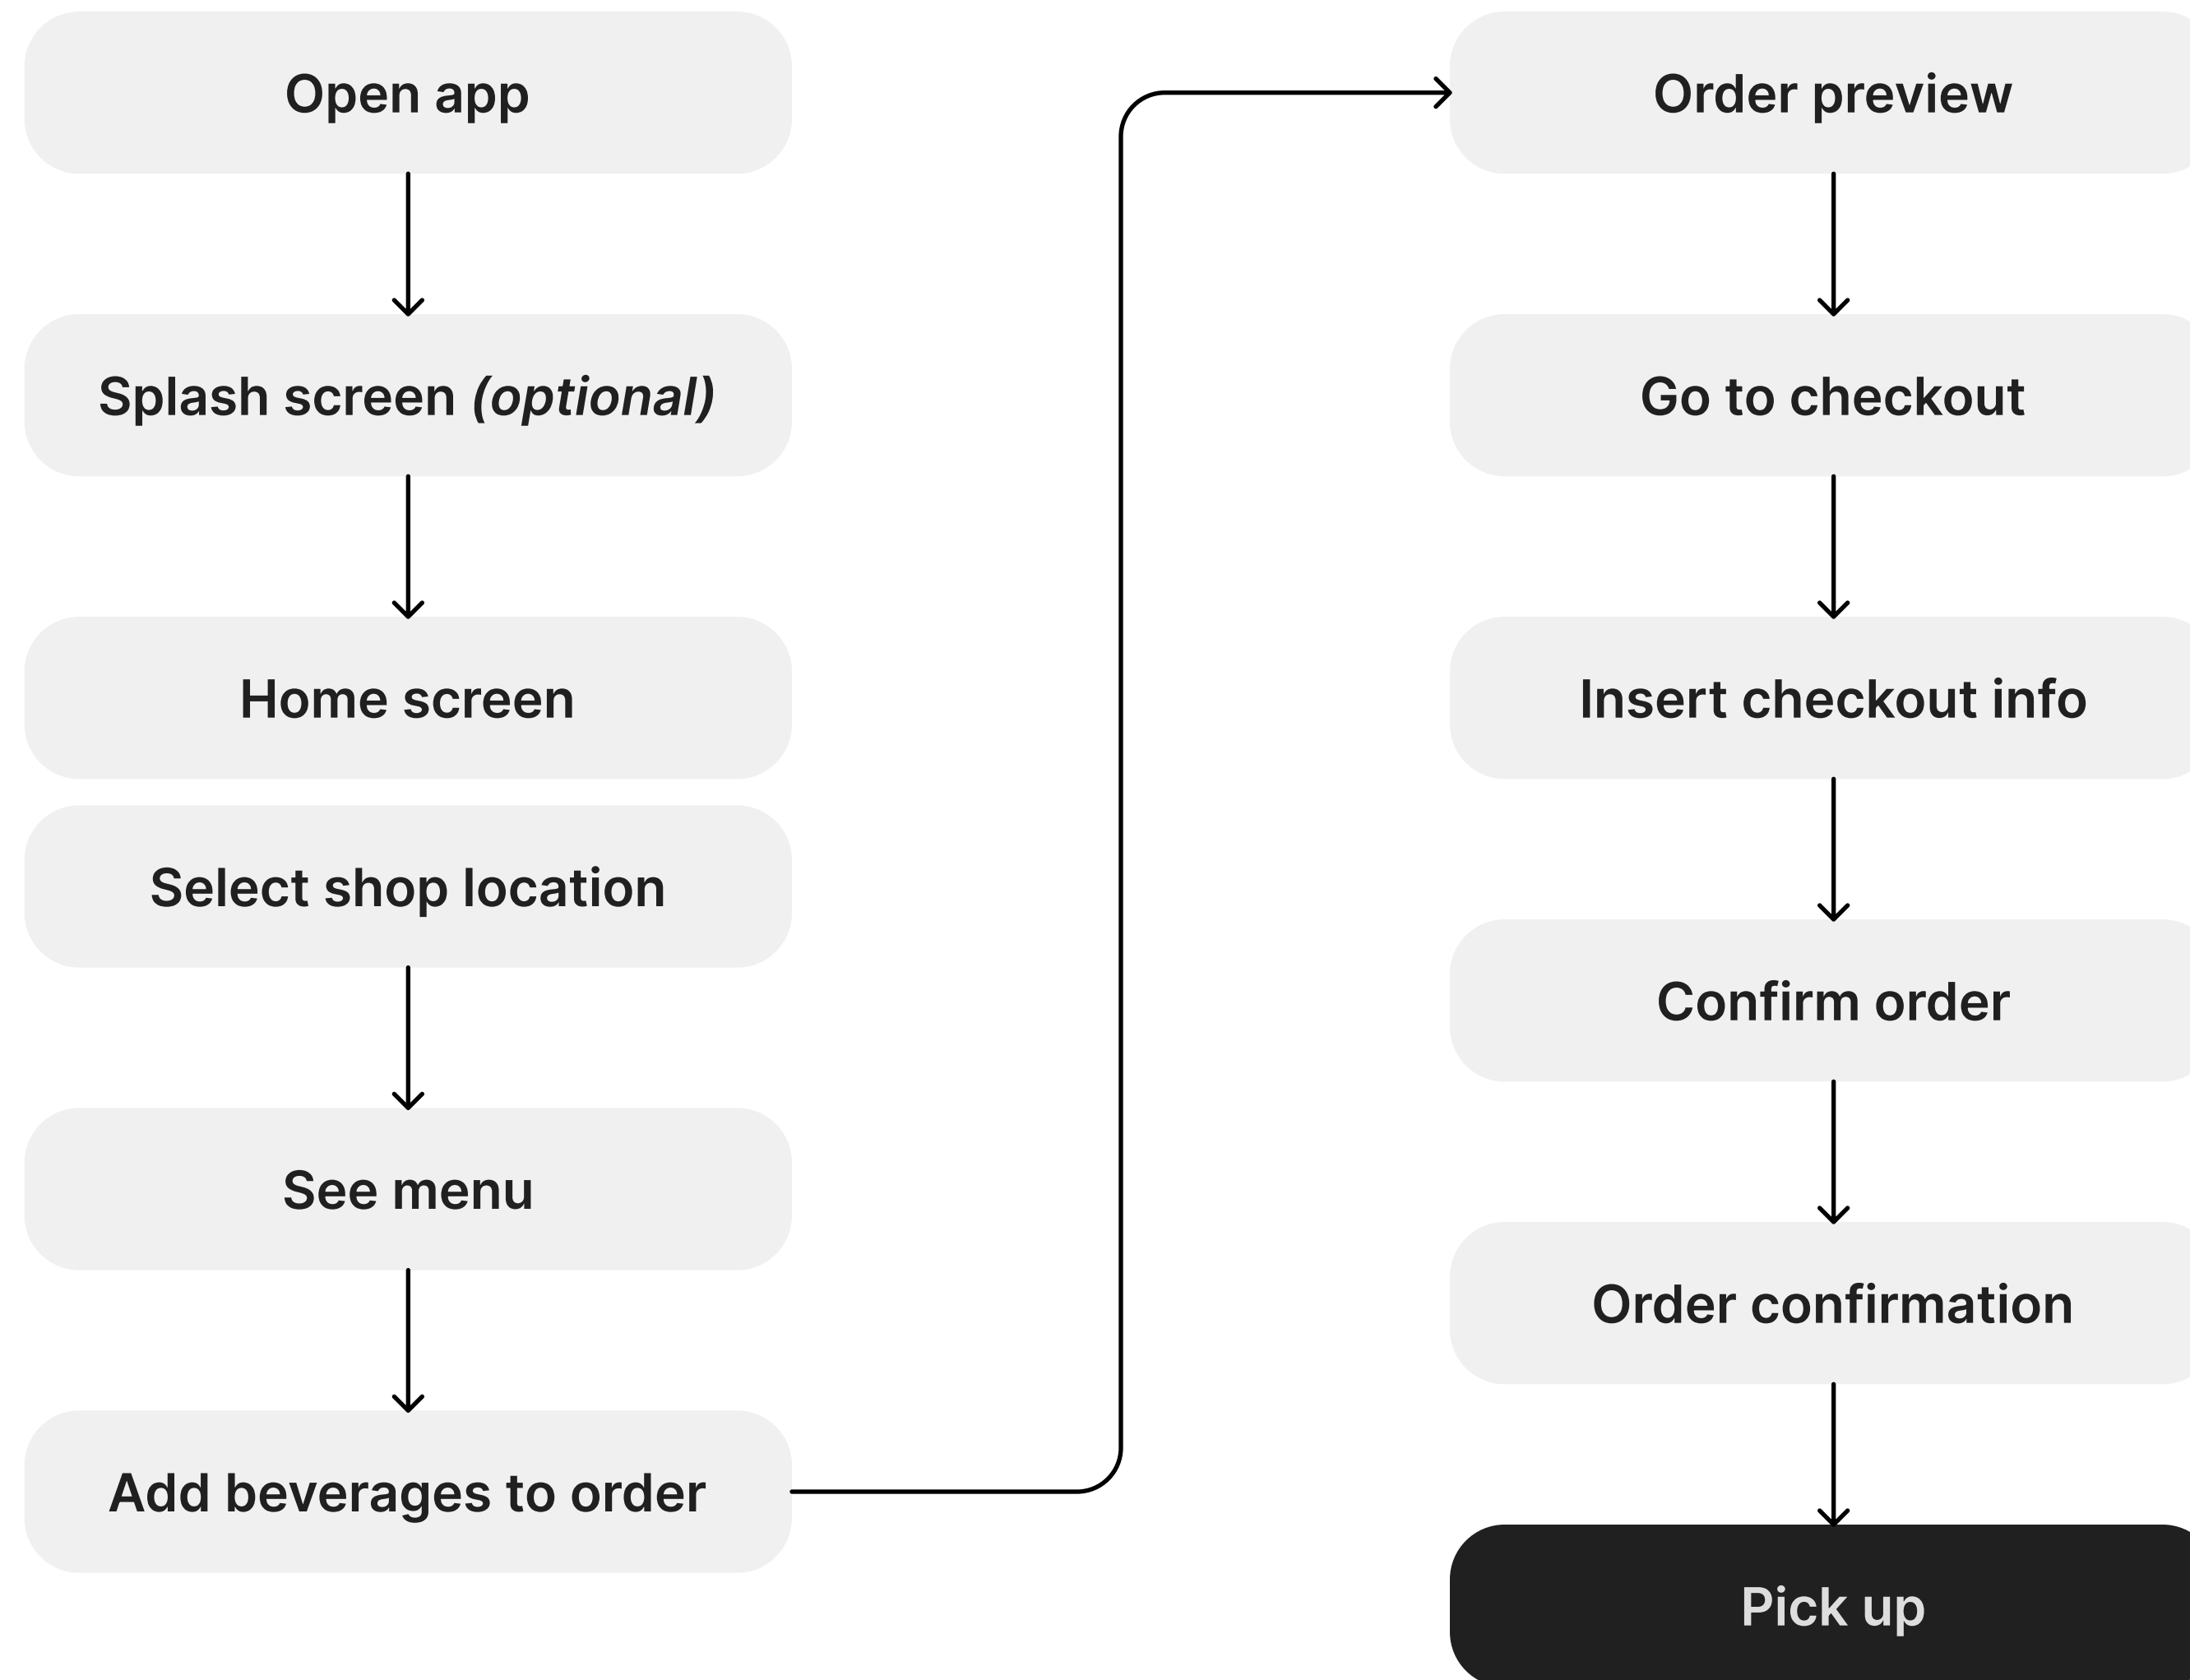 Open app
Splash screen (optional)
Home screen
Select shop location
See menu
Add beverages to order
Order preview
Go to checkout
Insert checkout info
Confirm order
Order confirmation
Pick up